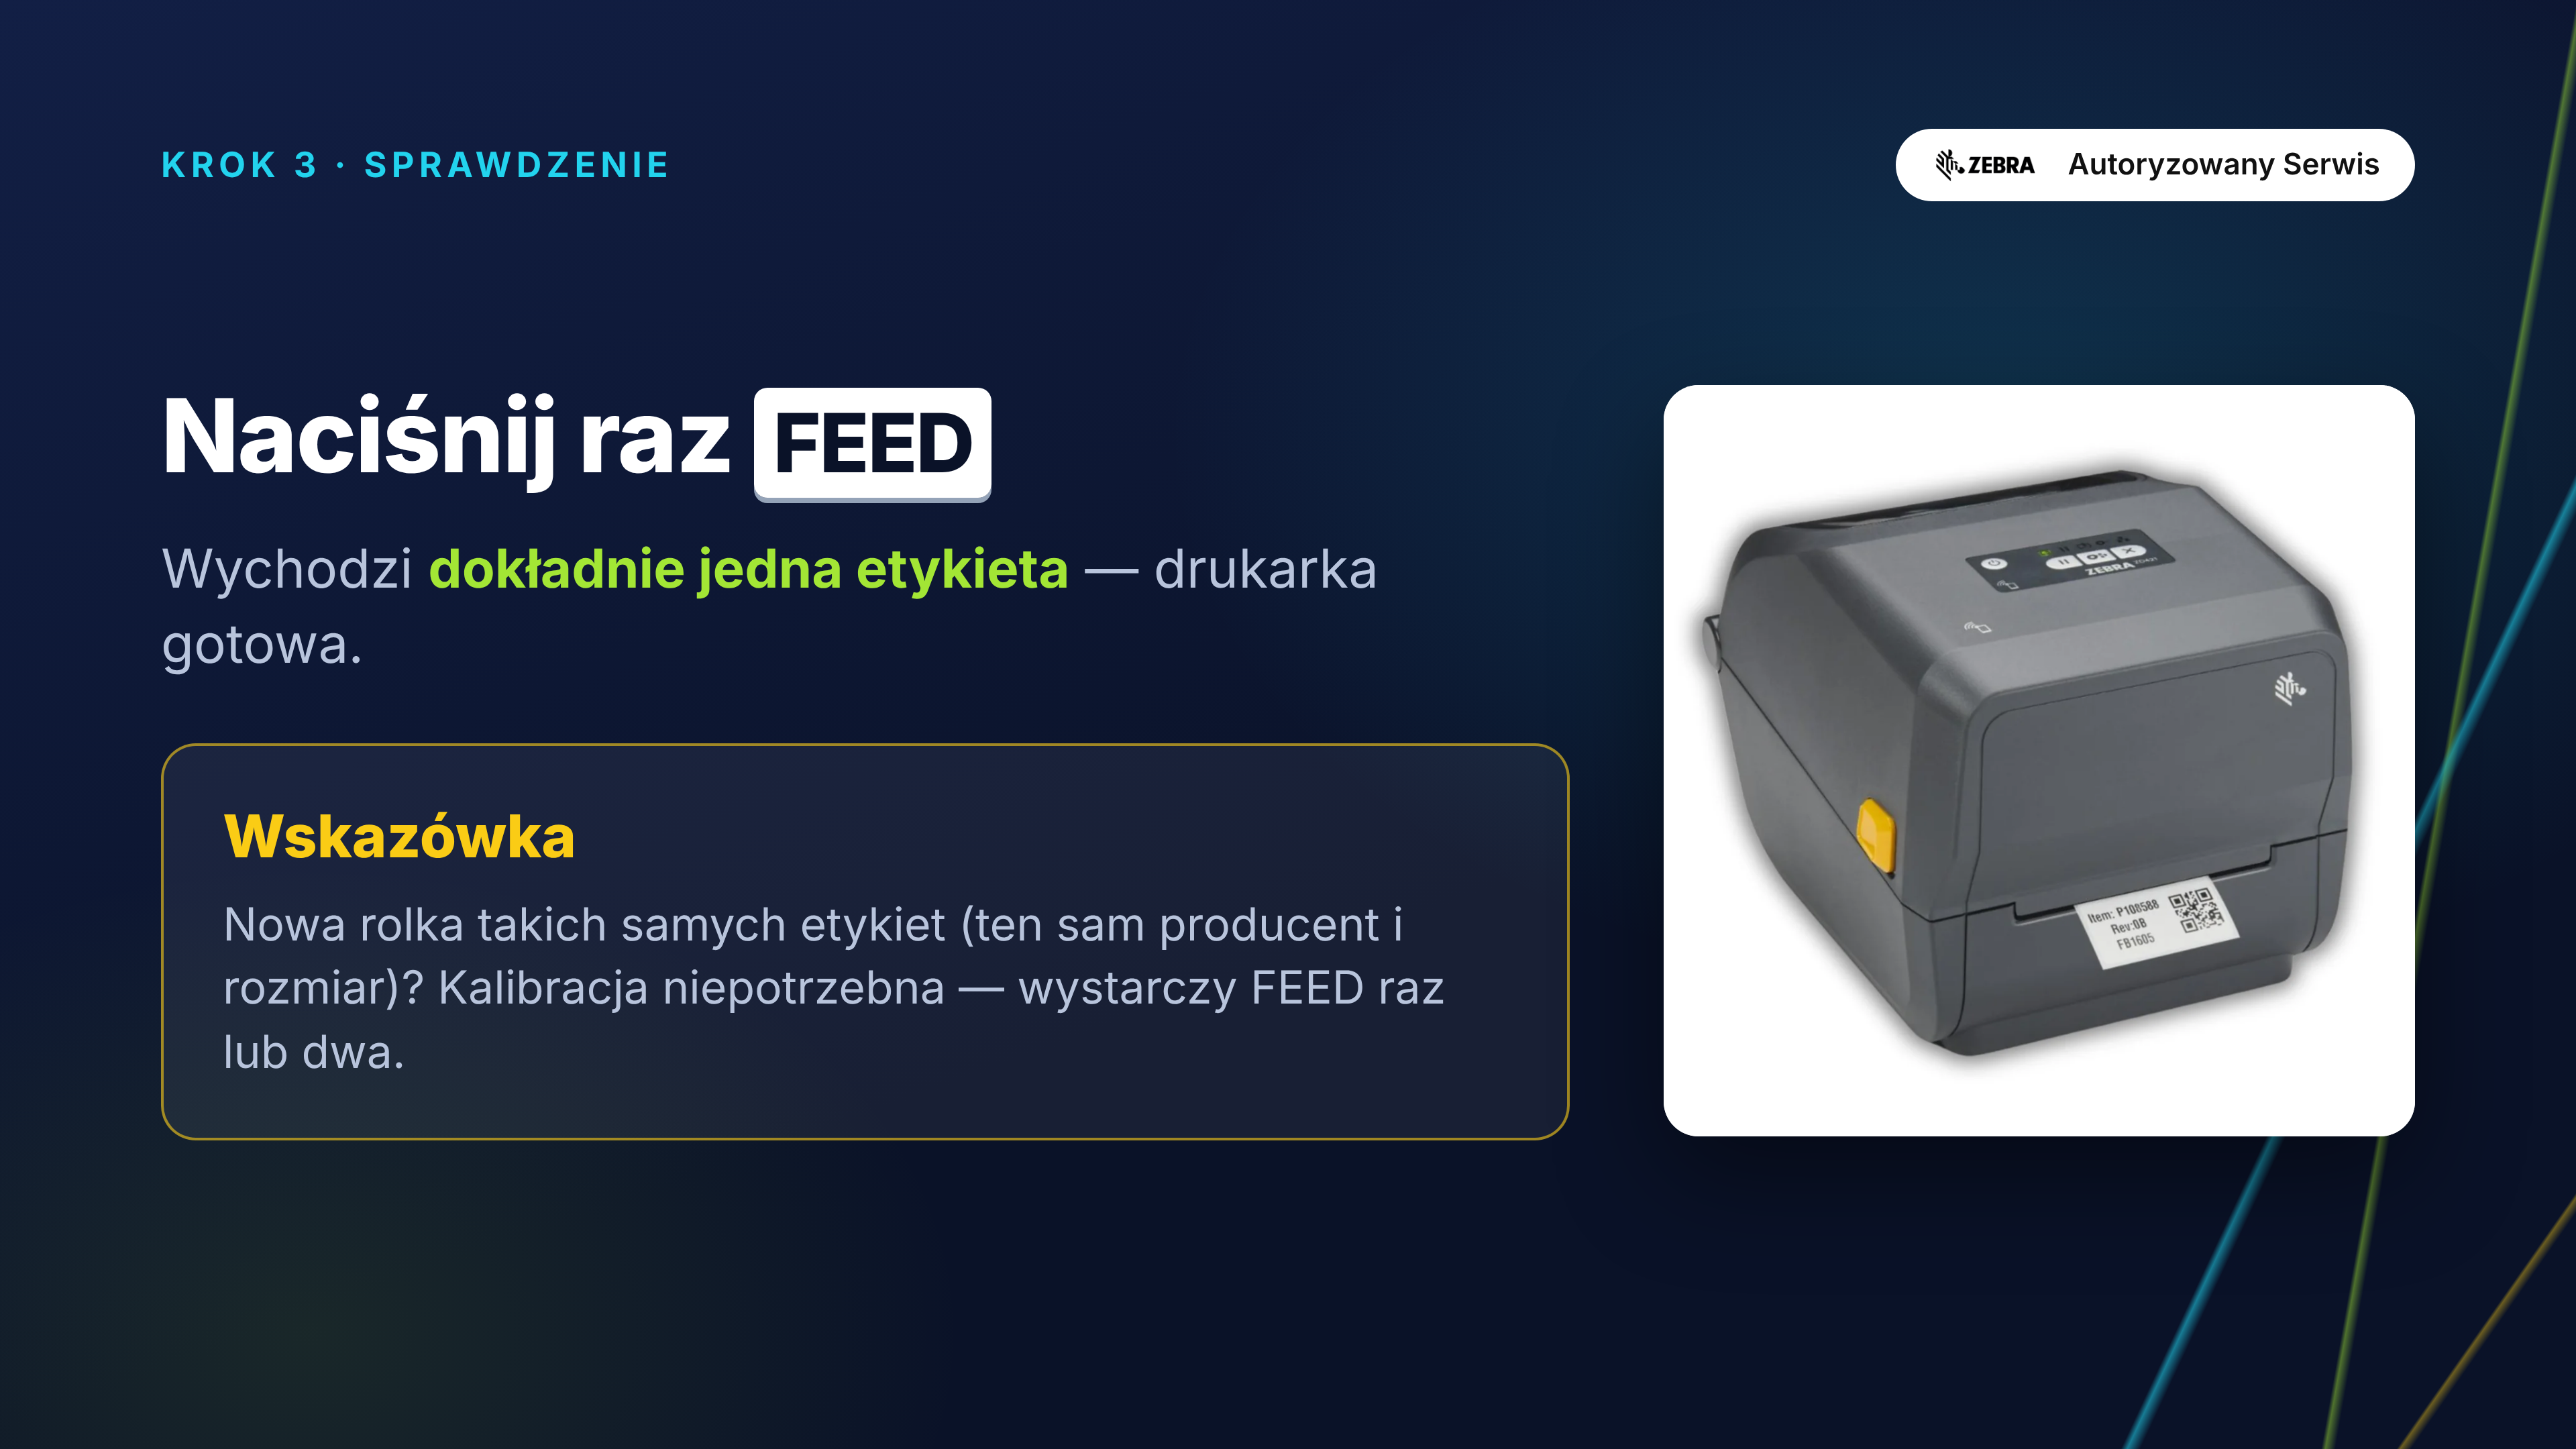 KROK 3 · SPRAWDZENIE
ZEBRA Autoryzowany Serwis
Naciśnij raz FEED
Wychodzi dokładnie jedna etykieta — drukarka
gotowa.
Wskazówka
Nowa rolka takich samych etykiet (ten sam producent i
rozmiar)? Kalibracja niepotrzebna — wystarczy FEED raz
lub dwa.
ZEBRA
Item: P108588
Rev:0B
FB1605